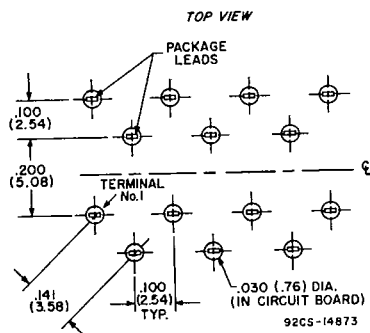 TOP VIEW
PACKAGE
LEADS
.100
(2.54)
.200
(5.08)
℄
TERMINAL
No.1
.141
(3.58)
.100
(2.54)
TYP.
.030 (.76) DIA.
(IN CIRCUIT BOARD)
92CS-14873